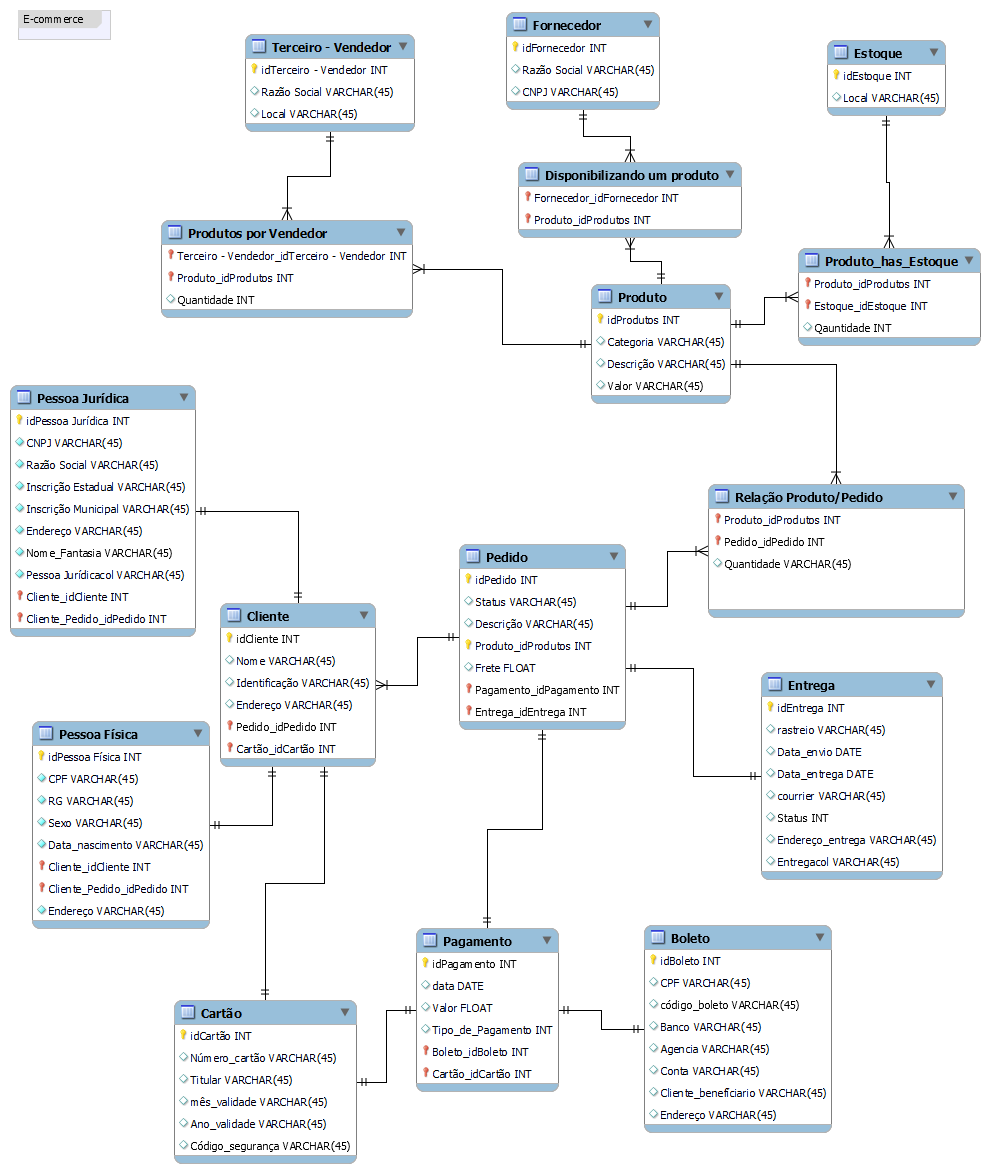 E-commerce
Terceiro - Vendedor
idTerceiro - Vendedor INT
Razão Social VARCHAR(45)
Local VARCHAR(45)
Fornecedor
idFornecedor INT
Razão Social VARCHAR(45)
CNPJ VARCHAR(45)
Estoque
idEstoque INT
Local VARCHAR(45)
Disponibilizando um produto
Fornecedor_idFornecedor INT
Produto_idProdutos INT
Produtos por Vendedor
Terceiro - Vendedor_idTerceiro - Vendedor INT
Produto_idProdutos INT
Quantidade INT
Produto_has_Estoque
Produto_idProdutos INT
Estoque_idEstoque INT
Qauntidade INT
Produto
idProdutos INT
Categoria VARCHAR(45)
Descrição VARCHAR(45)
Valor VARCHAR(45)
Pessoa Jurídica
idPessoa Jurídica INT
CNPJ VARCHAR(45)
Razão Social VARCHAR(45)
Inscrição Estadual VARCHAR(45)
Inscrição Municipal VARCHAR(45)
Endereço VARCHAR(45)
Nome_Fantasia VARCHAR(45)
Pessoa Jurídicacol VARCHAR(45)
Cliente_idCliente INT
Cliente_Pedido_idPedido INT
Relação Produto/Pedido
Produto_idProdutos INT
Pedido_idPedido INT
Quantidade VARCHAR(45)
Pedido
idPedido INT
Status VARCHAR(45)
Descrição VARCHAR(45)
Produto_idProdutos INT
Frete FLOAT
Pagamento_idPagamento INT
Entrega_idEntrega INT
Cliente
idCliente INT
Nome VARCHAR(45)
Identificação VARCHAR(45)
Endereço VARCHAR(45)
Pedido_idPedido INT
Cartão_idCartão INT
Entrega
idEntrega INT
rastreio VARCHAR(45)
Data_envio DATE
Data_entrega DATE
courrier VARCHAR(45)
Status INT
Endereço_entrega VARCHAR(45)
Entregacol VARCHAR(45)
Pessoa Física
idPessoa Física INT
CPF VARCHAR(45)
RG VARCHAR(45)
Sexo VARCHAR(45)
Data_nascimento VARCHAR(45)
Cliente_idCliente INT
Cliente_Pedido_idPedido INT
Endereço VARCHAR(45)
Pagamento
idPagamento INT
data DATE
Valor FLOAT
Tipo_de_Pagamento INT
Boleto_idBoleto INT
Cartão_idCartão INT
Boleto
idBoleto INT
CPF VARCHAR(45)
código_boleto VARCHAR(45)
Banco VARCHAR(45)
Agencia VARCHAR(45)
Conta VARCHAR(45)
Cliente_benefíciario VARCHAR(45)
Endereço VARCHAR(45)
Cartão
idCartão INT
Número_cartão VARCHAR(45)
Titular VARCHAR(45)
mês_validade VARCHAR(45)
Ano_validade VARCHAR(45)
Código_segurança VARCHAR(45)